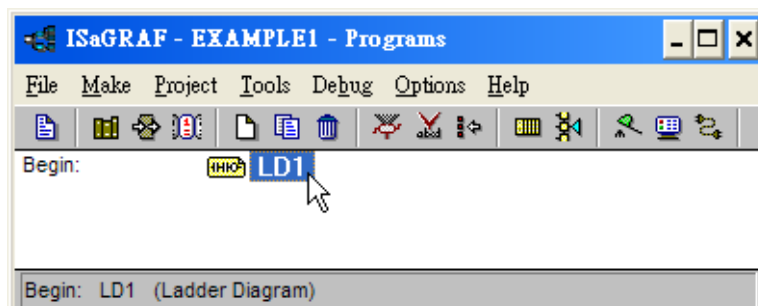 ISaGRAF - EXAMPLE1 - Programs
File Make Project Tools Debug Options Help
Begin: LD1
Begin: LD1 (Ladder Diagram)